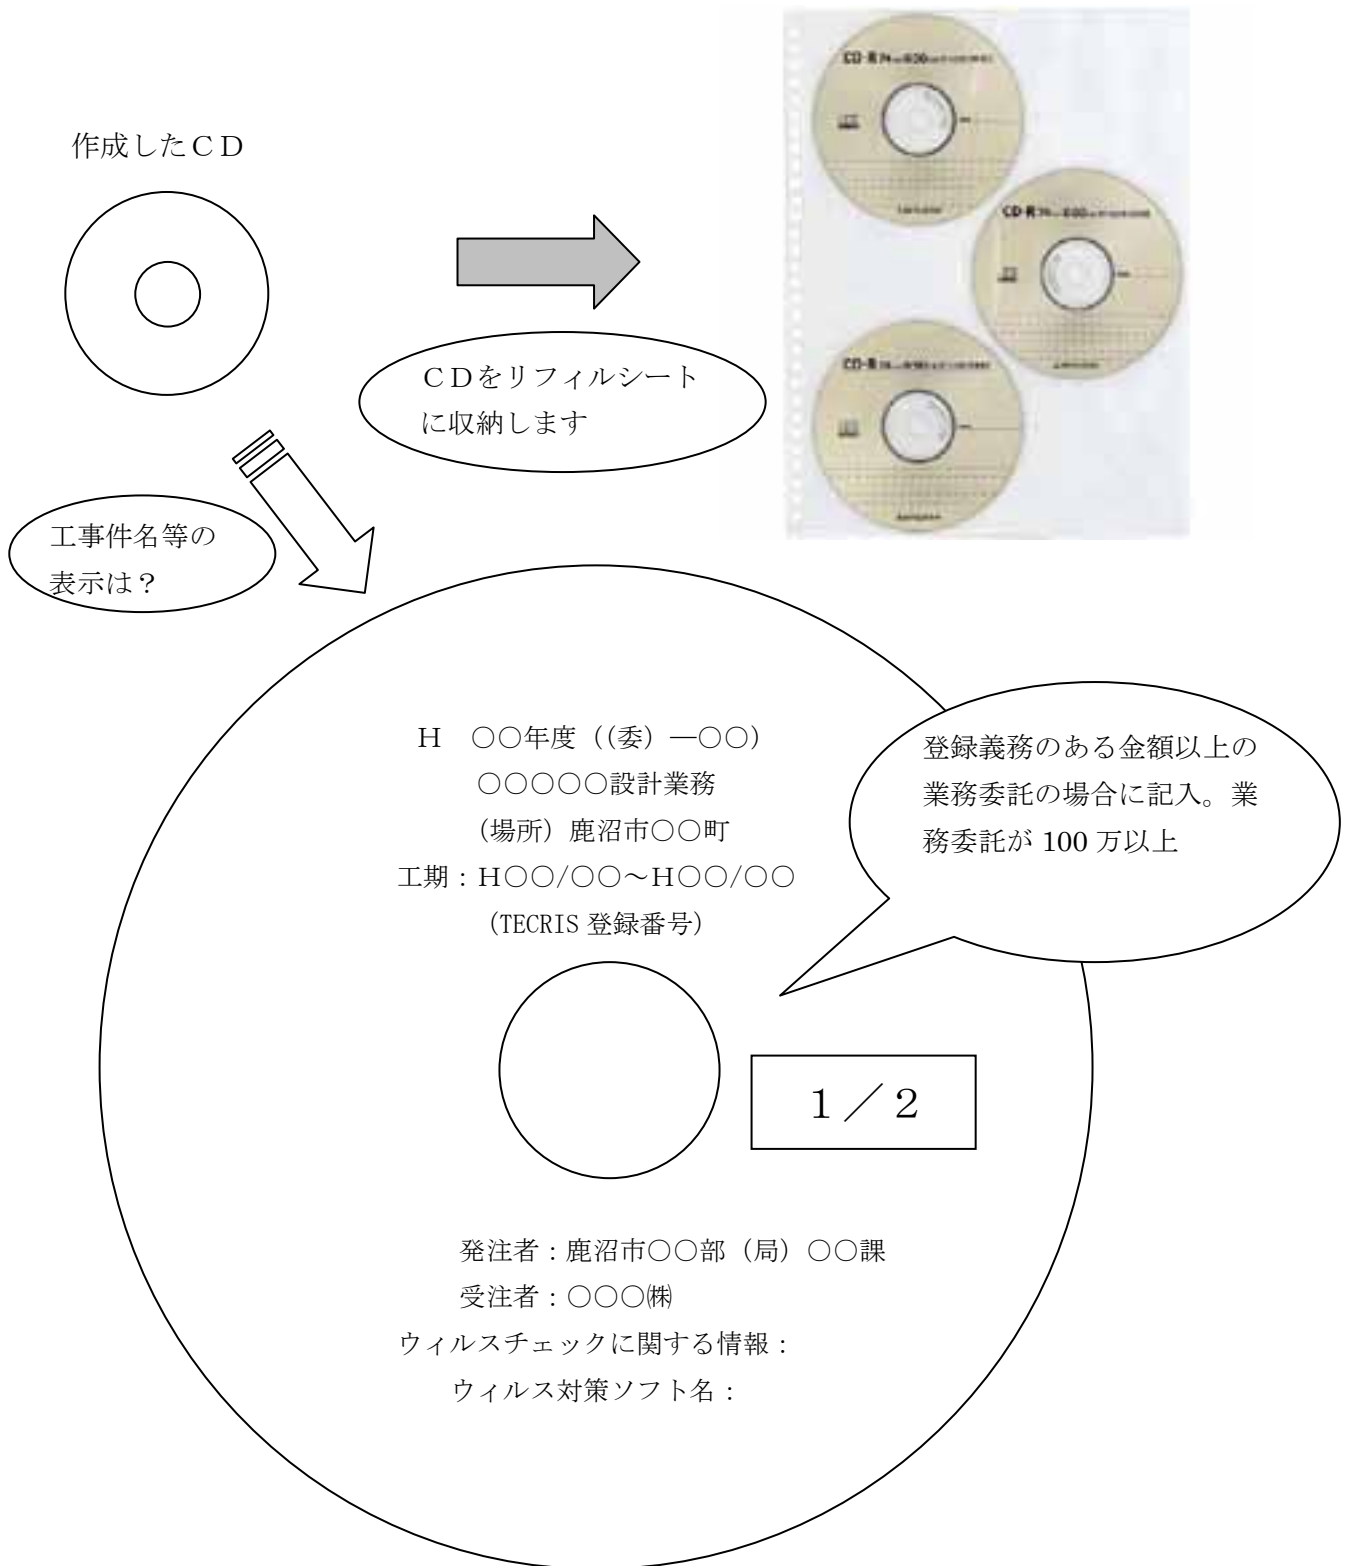 作成したＣＤ
CD-R
CD-R
CD-R
ＣＤをリフィルシート
に収納します
工事件名等の
表示は？
Ｈ　○○年度（（委）―○○）
○○○○○設計業務
（場所）鹿沼市○○町
工期：Ｈ○○/○○～Ｈ○○/○○
（TECRIS 登録番号）
登録義務のある金額以上の
業務委託の場合に記入。業
務委託が 100 万以上
１／２
発注者：鹿沼市○○部（局）○○課
受注者：○○○㈱
ウィルスチェックに関する情報：
ウィルス対策ソフト名：